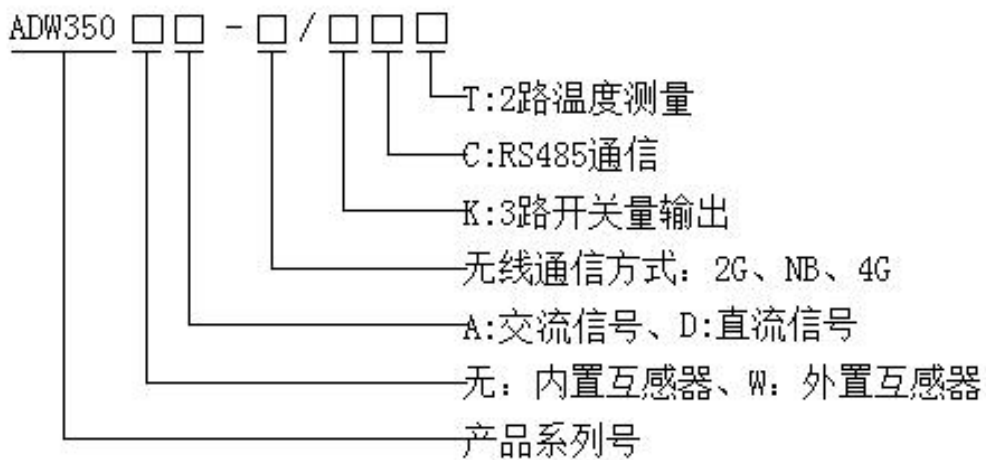 ADW350 □ □ - □ / □ □ □
T:2路温度测量
C:RS485通信
K:3路开关量输出
无线通信方式：2G、NB、4G
A:交流信号、D:直流信号
无：内置互感器、W：外置互感器
产品系列号